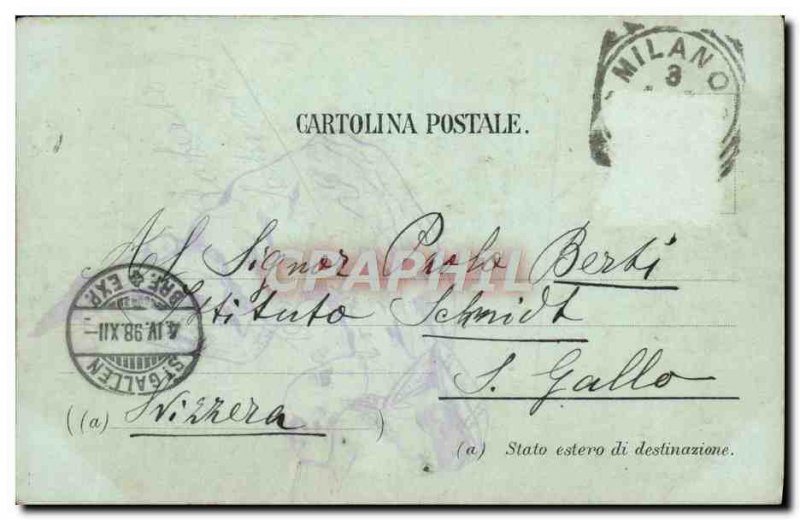 MILANO
3
CARTOLINA POSTALE.
Al Signor Paolo Berti
CPAPHIL
Istituto Schmidt
BRF. & EXP.
4.IV.98.XII-
ST. GALLEN
S. Gallo
((a) Svizzera )
(a) Stato estero di destinazione.